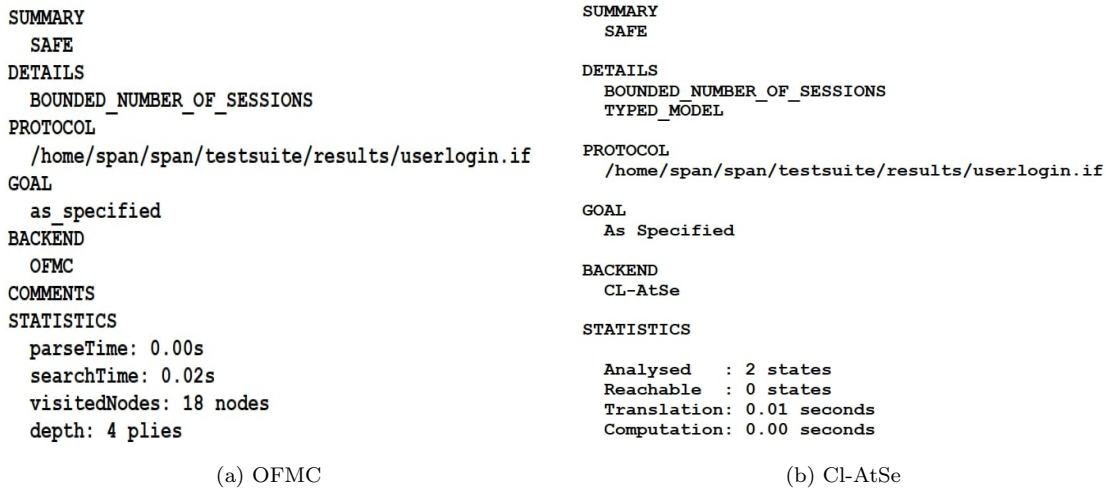 SUMMARY
SAFE
DETAILS
BOUNDED_NUMBER_OF_SESSIONS
PROTOCOL
/home/span/span/testsuite/results/userlogin.if
GOAL
as_specified
BACKEND
OFMC
COMMENTS
STATISTICS
parseTime: 0.00s
searchTime: 0.02s
visitedNodes: 18 nodes
depth: 4 plies
(a) OFMC
SUMMARY
SAFE
DETAILS
BOUNDED_NUMBER_OF_SESSIONS
TYPED_MODEL
PROTOCOL
/home/span/span/testsuite/results/userlogin.if
GOAL
As Specified
BACKEND
CL-AtSe
STATISTICS
Analysed : 2 states
Reachable : 0 states
Translation: 0.01 seconds
Computation: 0.00 seconds
(b) Cl-AtSe